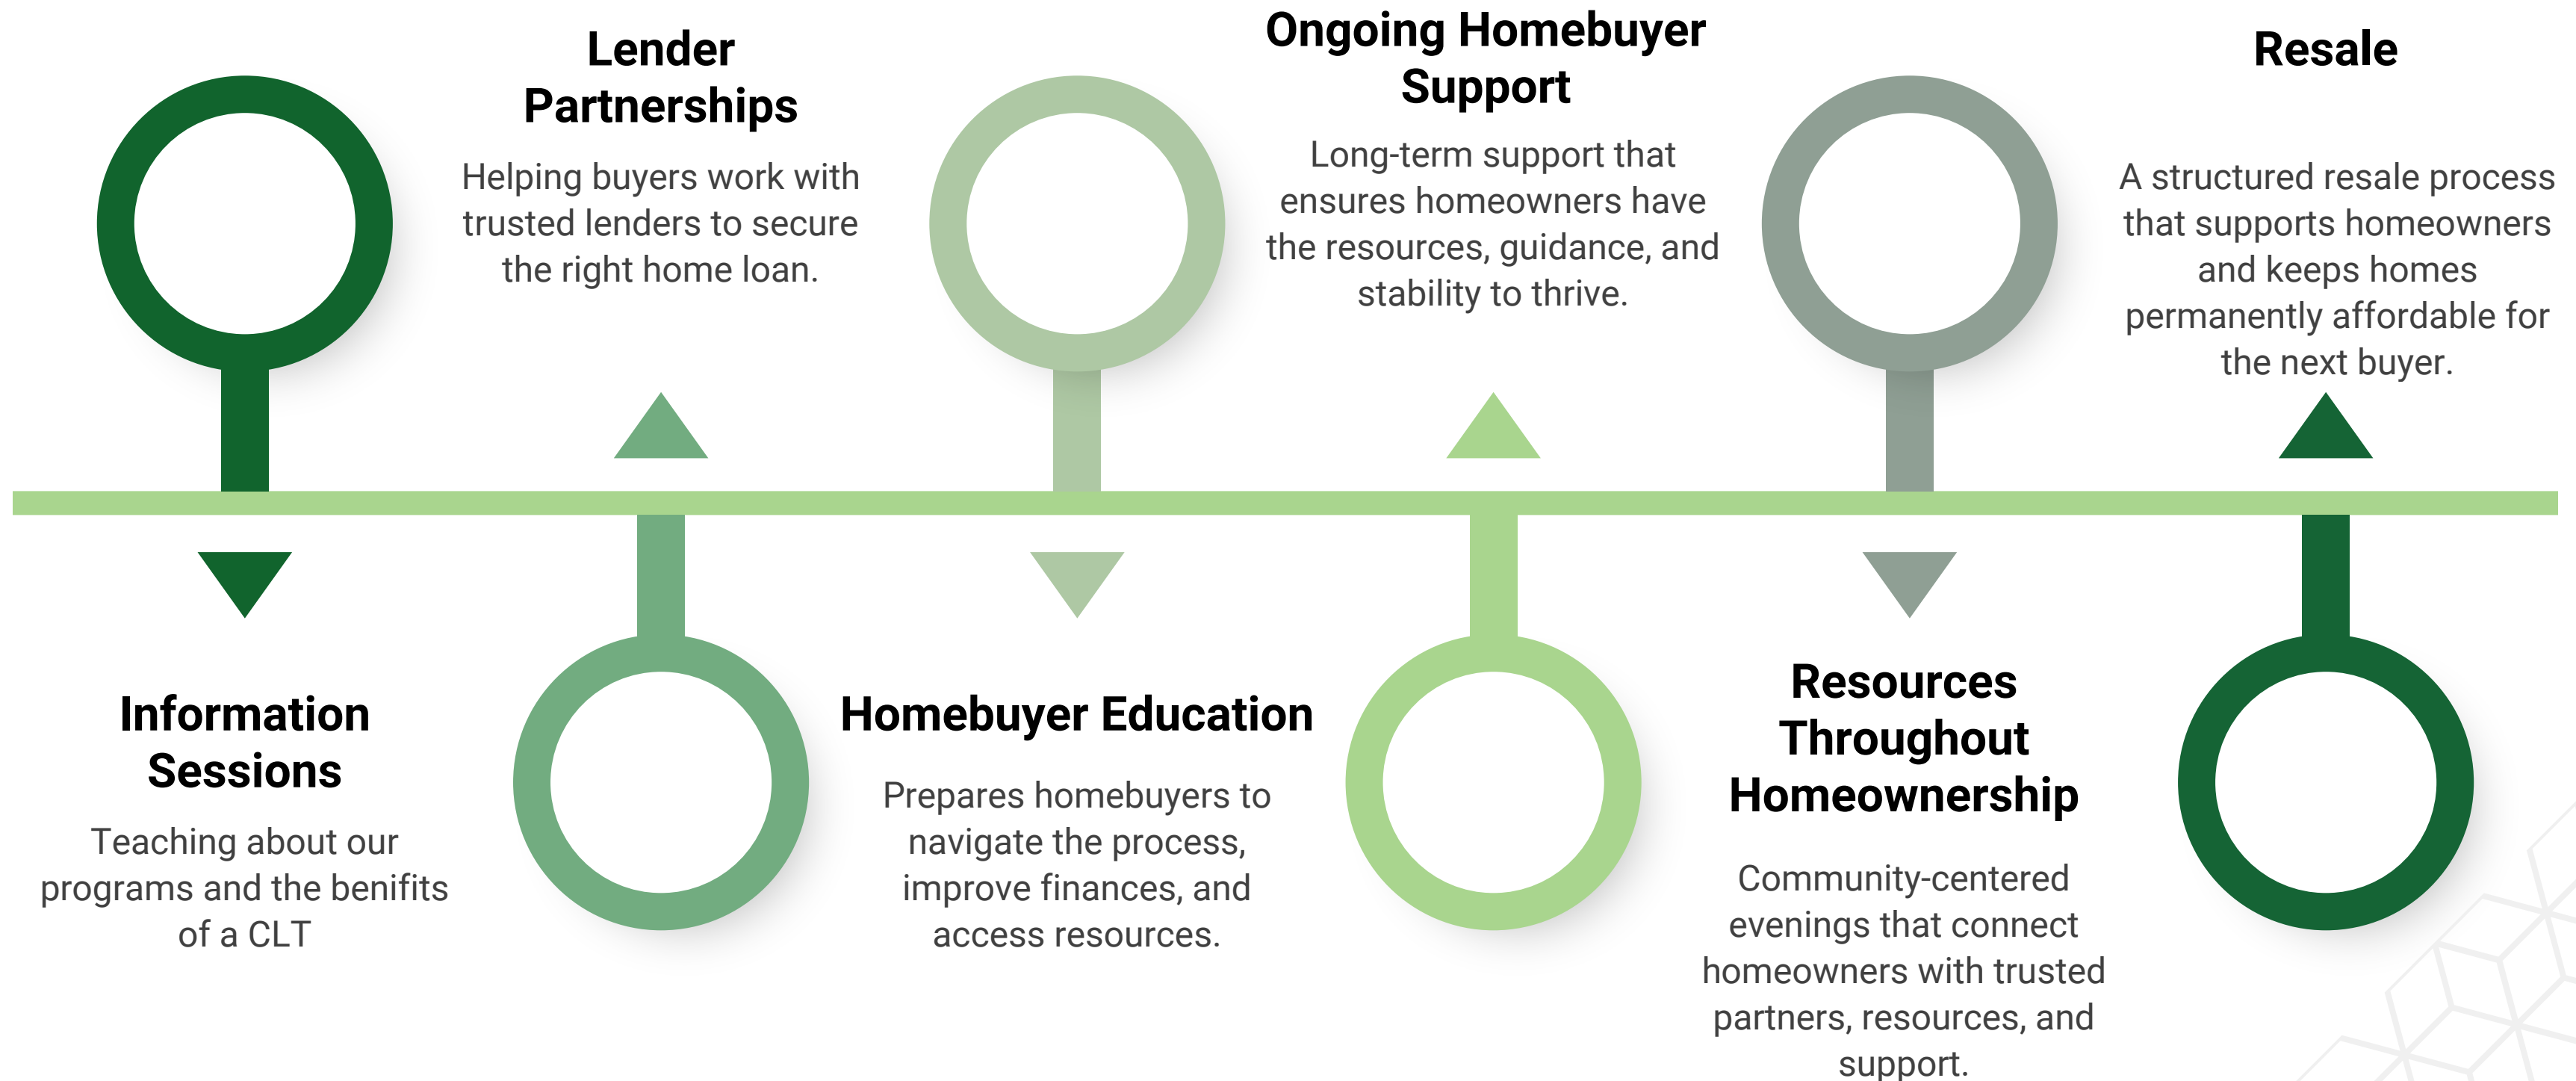 Information
Sessions
Teaching about our
programs and the benifits
of a CLT
Lender
Partnerships
Helping buyers work with
trusted lenders to secure
the right home loan.
Homebuyer Education
Prepares homebuyers to
navigate the process,
improve finances, and
access resources.
Ongoing Homebuyer
Support
Long-term support that
ensures homeowners have
the resources, guidance, and
stability to thrive.
Resources
Throughout
Homeownership
Community-centered
evenings that connect
homeowners with trusted
partners, resources, and
support.
Resale
A structured resale process
that supports homeowners
and keeps homes
permanently affordable for
the next buyer.